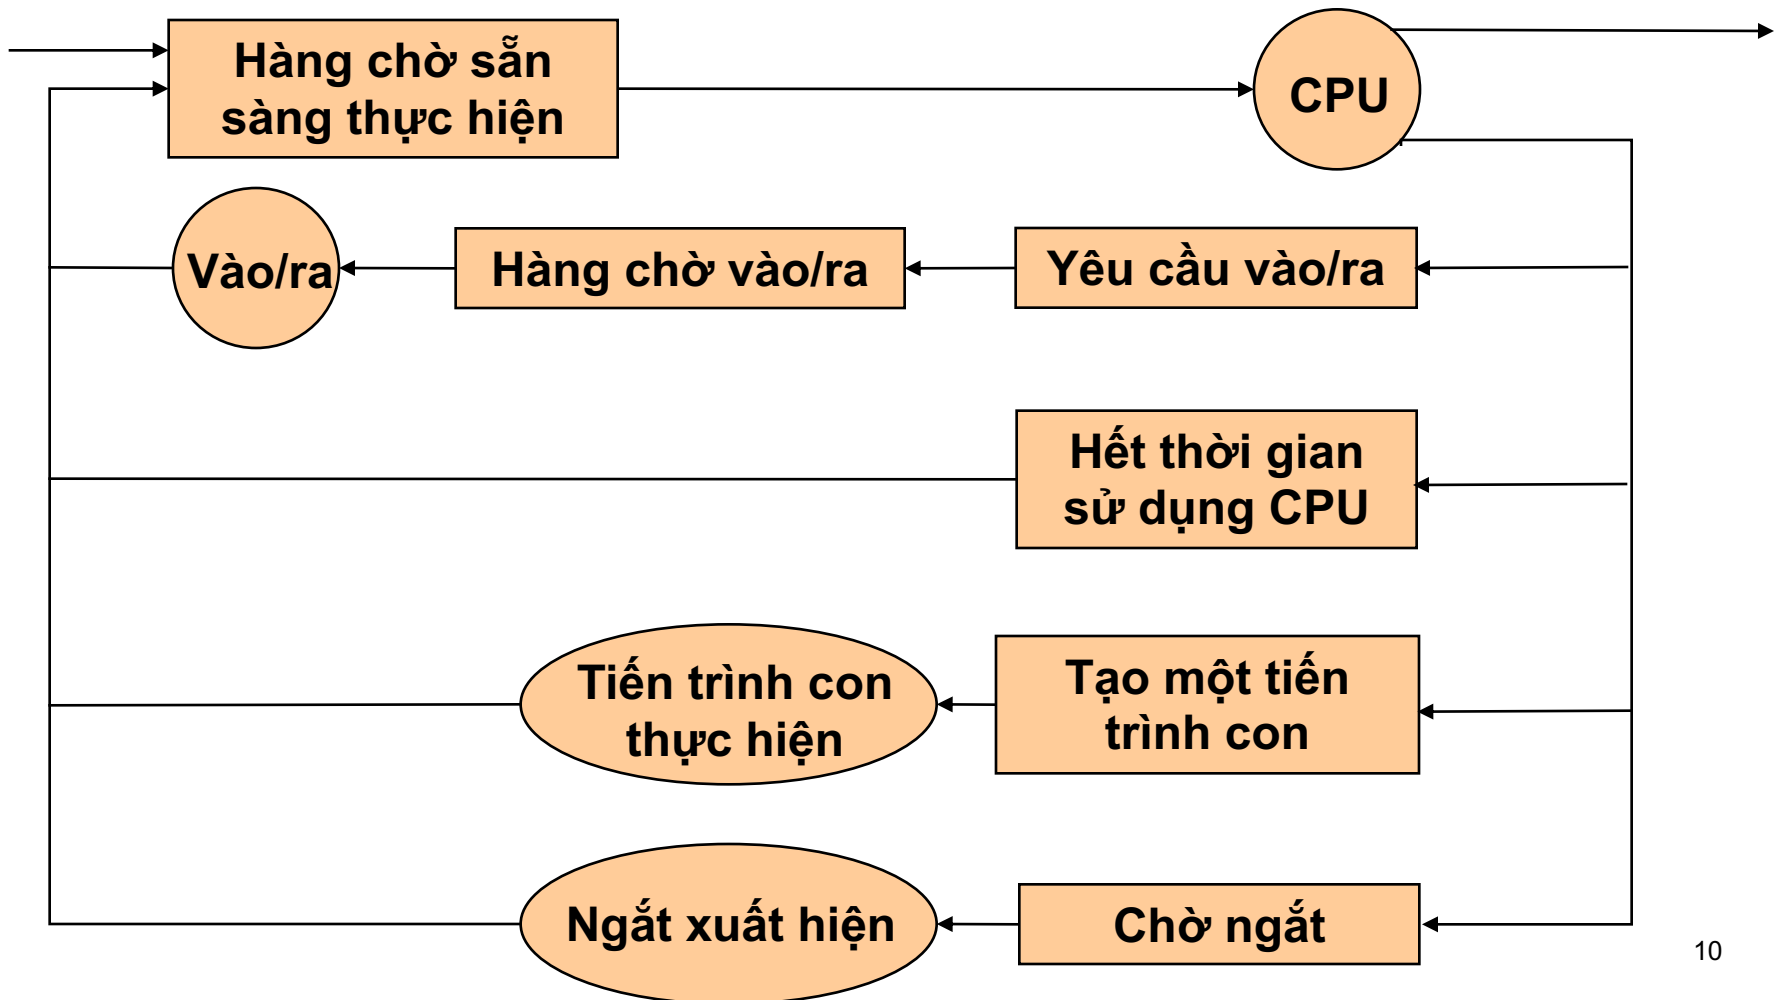 Hàng chờ sẵn
sàng thực hiện
CPU
Vào/ra
Hàng chờ vào/ra
Yêu cầu vào/ra
Hết thời gian
sử dụng CPU
Tiến trình con
thực hiện
Tạo một tiến
trình con
Ngắt xuất hiện
Chờ ngắt
10